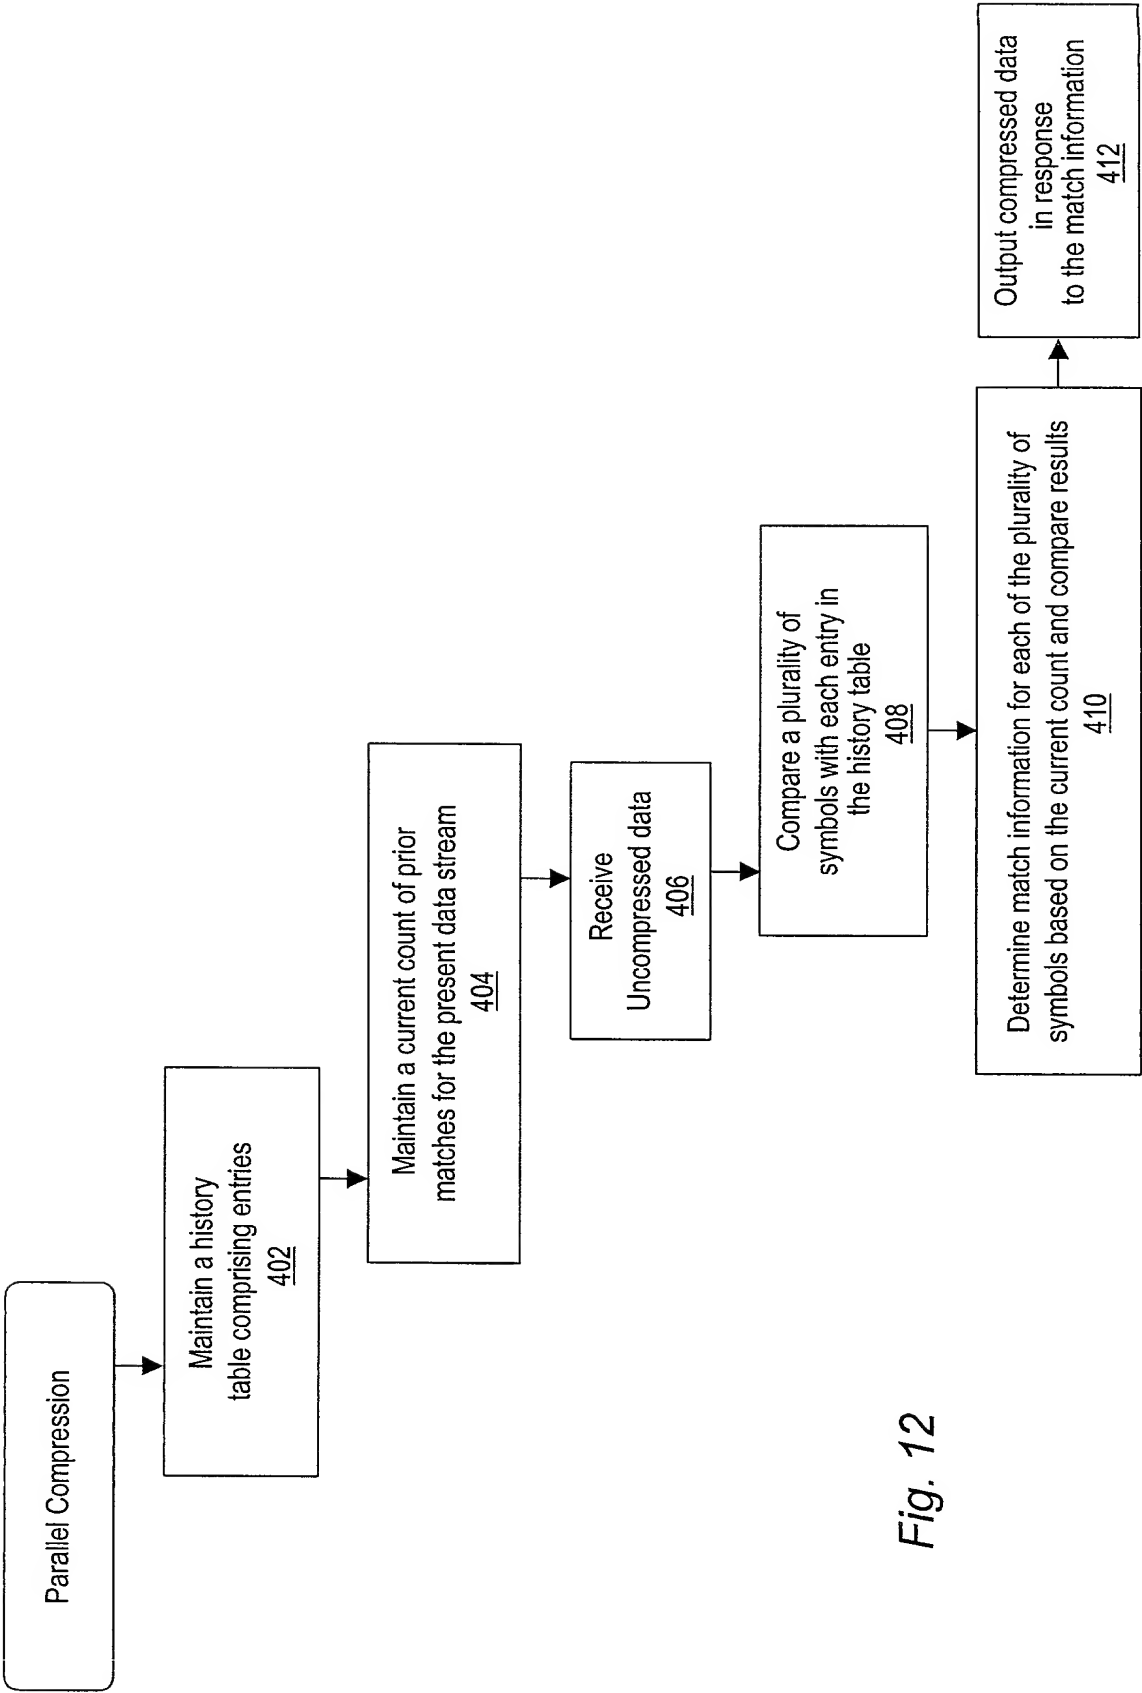 Parallel Compression
Maintain a history
table comprising entries
402
Maintain a current count of prior
matches for the present data stream
404
Receive
Uncompressed data
406
Compare a plurality of
symbols with each entry in
the history table
408
Determine match information for each of the plurality of
symbols based on the current count and compare results
410
Output compressed data
in response
to the match information
412
Fig. 12